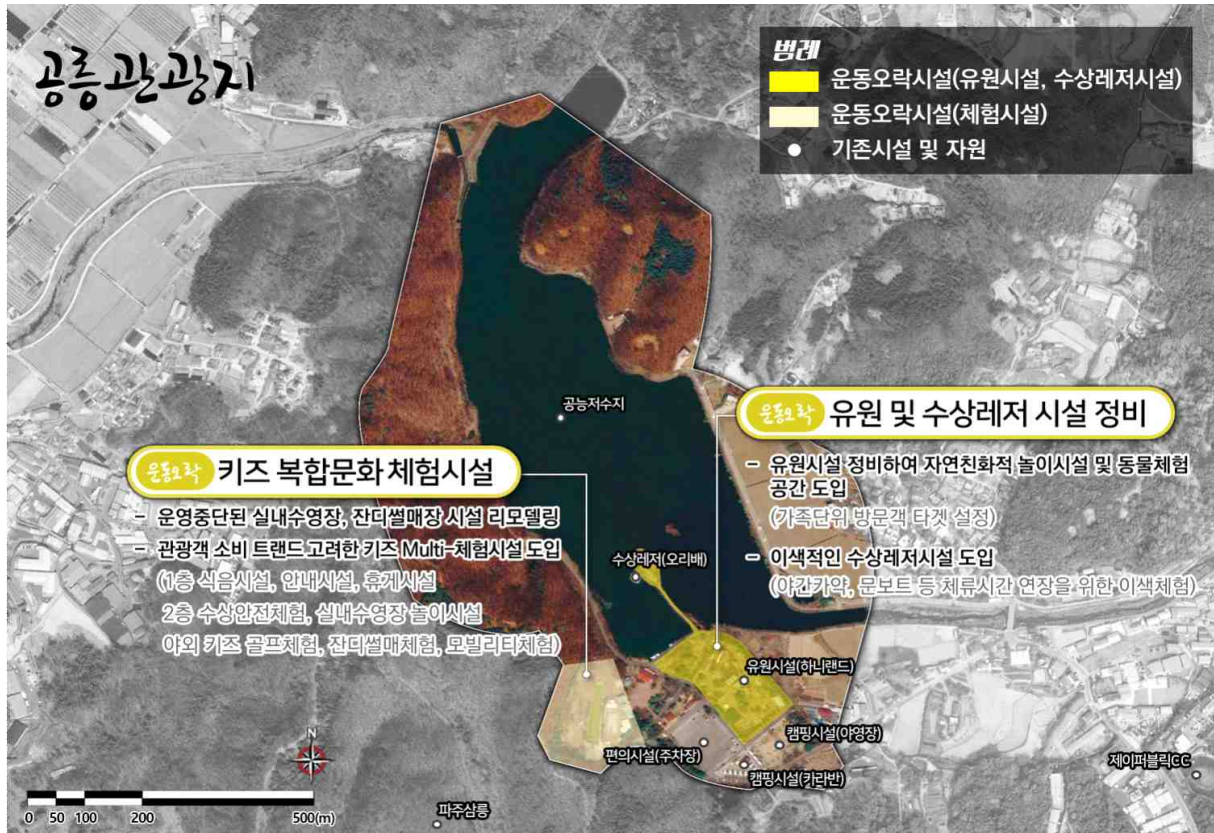 공릉관광지
범례
운동오락시설(유원시설, 수상레저시설)
운동오락시설(체험시설)
기존시설 및 자원
공능저수지
운동오락 유원 및 수상레저 시설 정비
- 유원시설 정비하여 자연친화적 놀이시설 및 동물체험
공간 도입
(가족단위 방문객 타겟 설정)
- 이색적인 수상레저시설 도입
(야간카약, 문보트 등 체류시간 연장을 위한 이색체험)
운동오락 키즈 복합문화 체험시설
- 운영중단된 실내수영장, 잔디썰매장 시설 리모델링
- 관광객 소비 트랜드 고려한 키즈 Multi-체험시설 도입
(1층 식음시설, 안내시설, 휴게시설
2층 수상안전체험, 실내수영장 놀이시설
야외 키즈 골프체험, 잔디썰매체험, 모빌리티체험)
수상레저(오리배)
유원시설(하니랜드)
캠핑시설(야영장)
편의시설(주차장)
캠핑시설(카라반)
제이퍼블릭CC
파주삼릉
N
0 50 100 200 500(m)